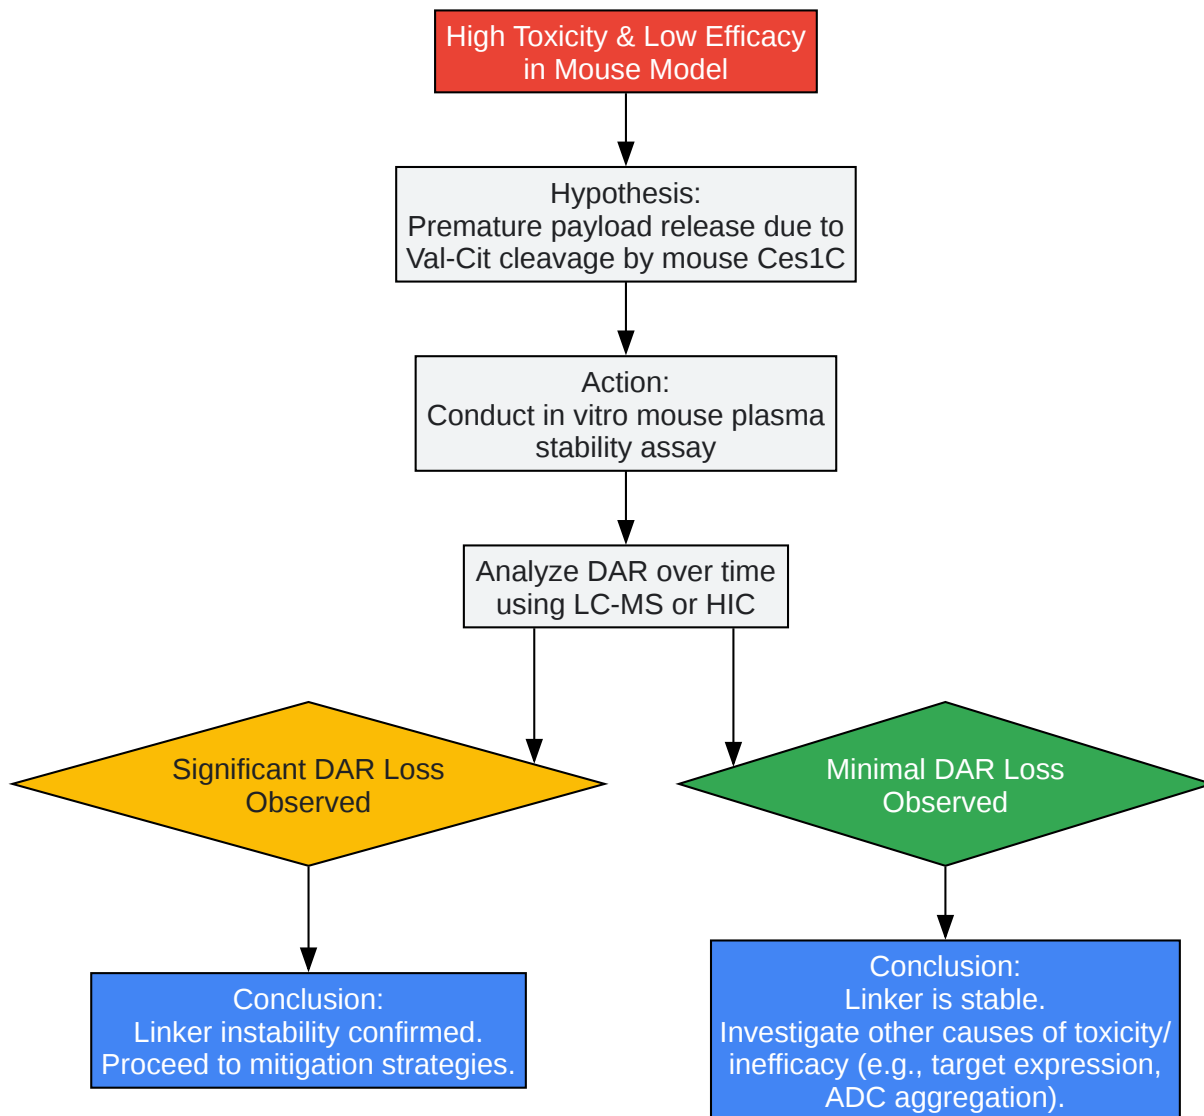 High Toxicity & Low Efficacy
in Mouse Model
Hypothesis:
Premature payload release due to
Val-Cit cleavage by mouse Ces1C
Action:
Conduct in vitro mouse plasma
stability assay
Analyze DAR over time
using LC-MS or HIC
Significant DAR Loss
Observed
Minimal DAR Loss
Observed
Conclusion:
Linker instability confirmed.
Proceed to mitigation strategies.
Conclusion:
Linker is stable.
Investigate other causes of toxicity/
inefficacy (e.g., target expression,
ADC aggregation).